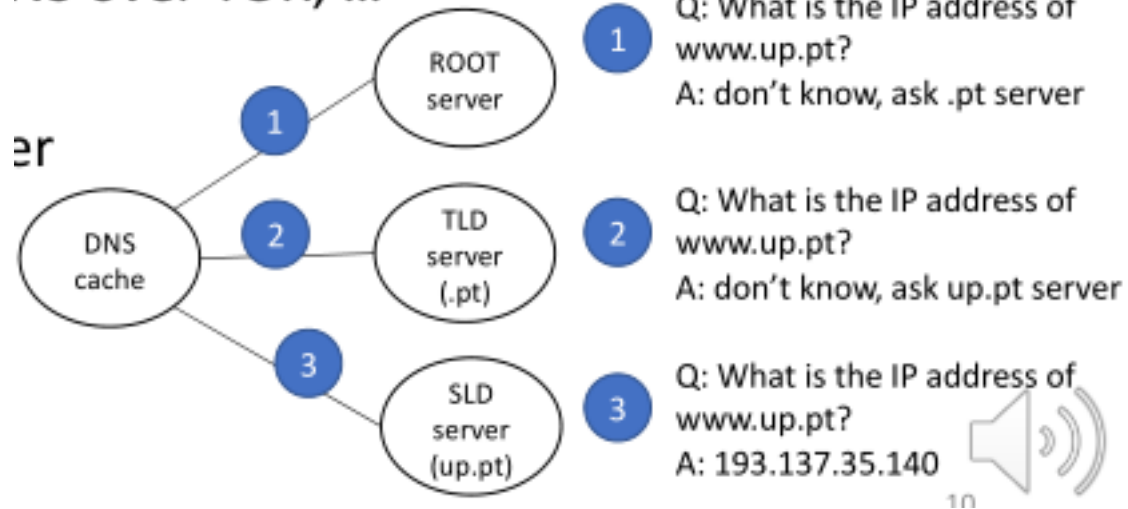 er
DNS
cache
1
2
3
ROOT
server
TLD
server
(.pt)
SLD
server
(up.pt)
1
Q: What is the IP address of
www.up.pt?
A: don't know, ask .pt server
2
Q: What is the IP address of
www.up.pt?
A: don't know, ask up.pt server
3
Q: What is the IP address of
www.up.pt?
A: 193.137.35.140
10